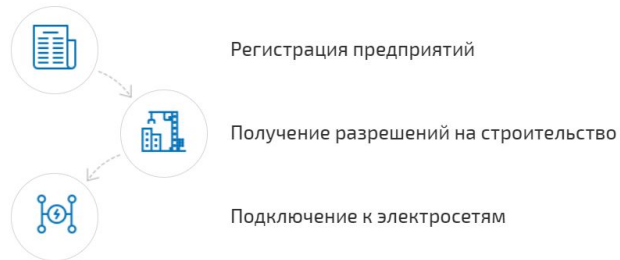 Регистрация предприятий
Получение разрешений на строительство
Подключение к электросетям